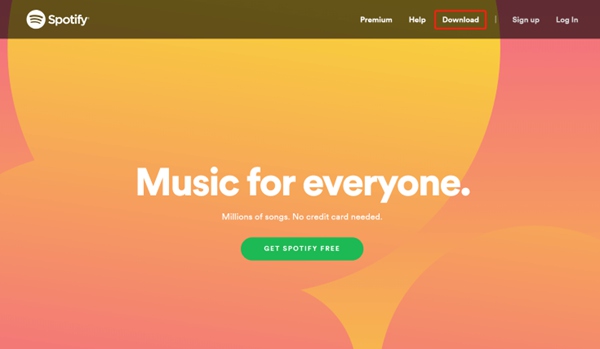 Spotify
Premium Help Download | Sign up Log In
Music for everyone.
Millions of songs. No credit card needed.
GET SPOTIFY FREE